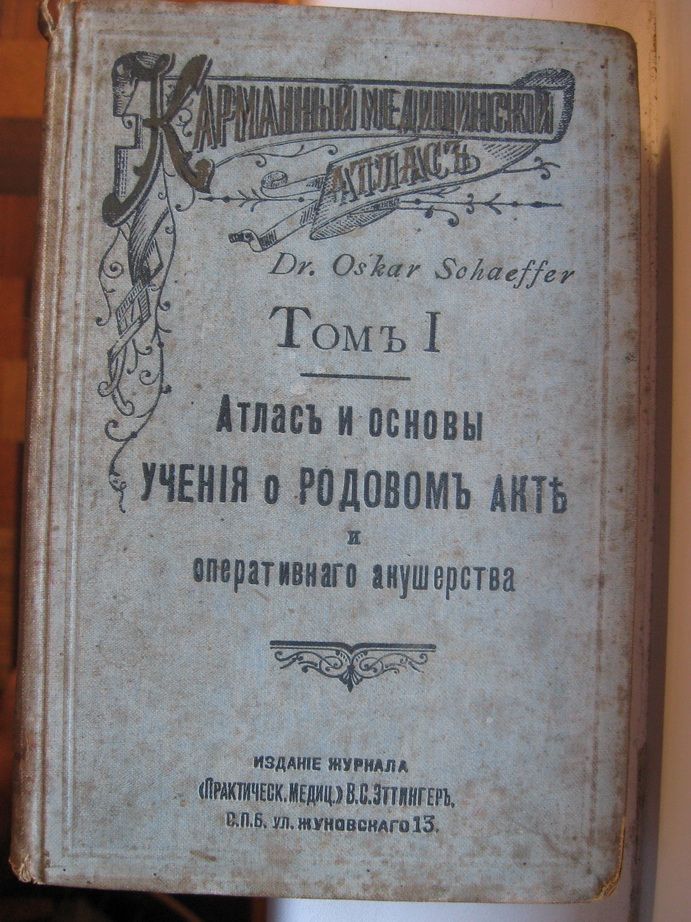 Карманный медицинскій
атласъ
Dr. Oskar Schaeffer
Томъ I
Атласъ и основы
ученія о родовомъ актѣ
и
оперативнаго акушерства
ИЗДАНІЕ ЖУРНАЛА
«Практическ. Медиц.» В.С. Эттингеръ,
С.П.Б. ул. Жуковскаго 13.